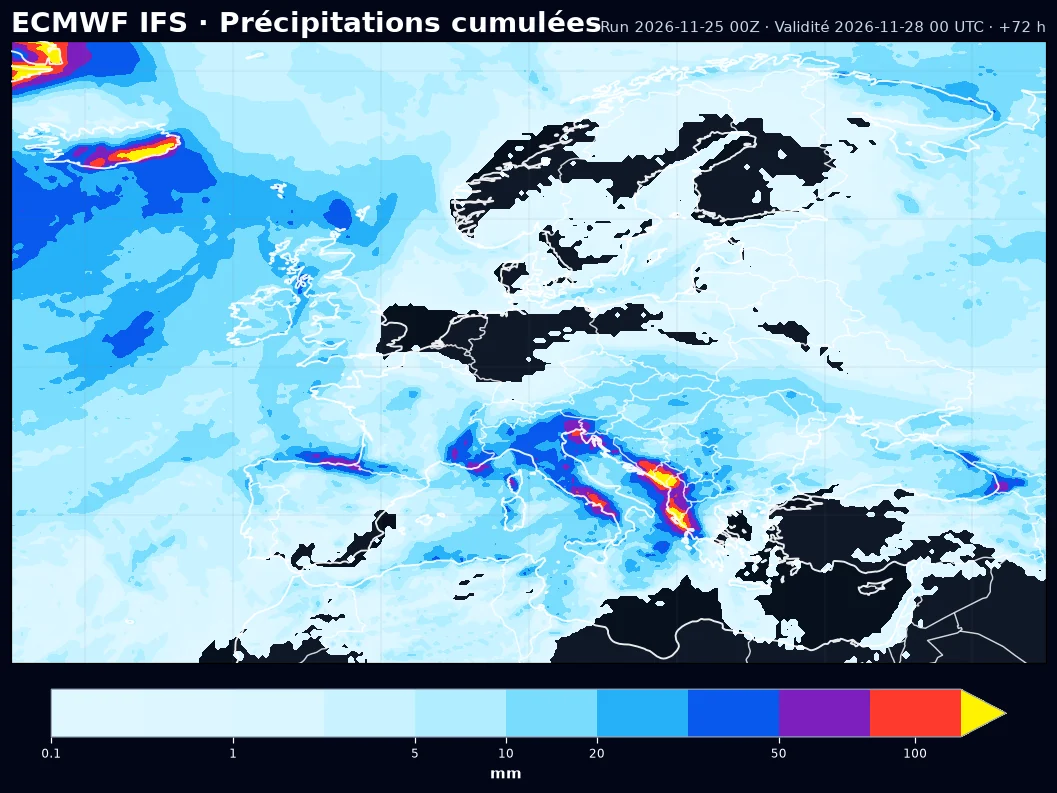 ECMWF IFS · Précipitations cumulées
Run 2026-11-25 00Z · Validité 2026-11-28 00 UTC · +72 h
0.1 1 5 10 20 50 100
mm